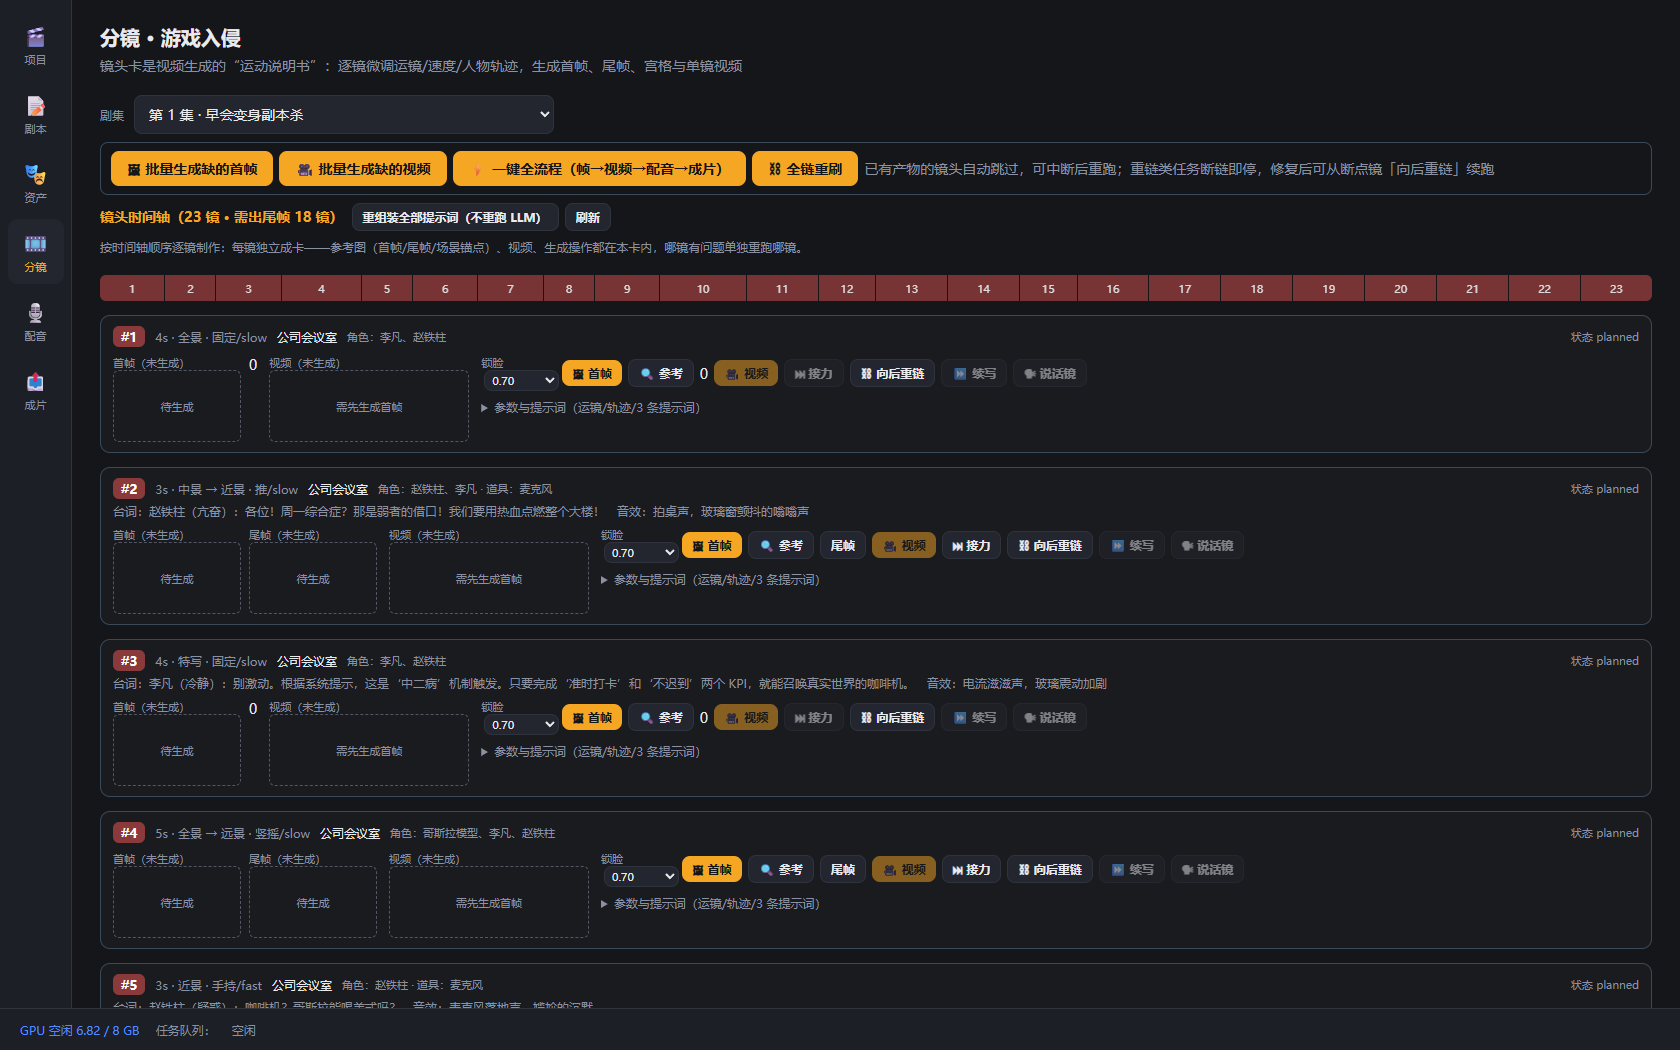 项目
剧本
资产
分镜
配音
成片
分镜 · 游戏入侵
镜头卡是视频生成的“运动说明书”：逐镜微调运镜/速度/人物轨迹，生成首帧、尾帧、宫格与单镜视频
剧集 第 1 集 · 早会变身副本杀
批量生成缺的首帧 批量生成缺的视频 一键全流程（帧→视频→配音→成片） 全链重刷 已有产物的镜头自动跳过，可中断后重跑；重链类任务断链即停，修复后可从断点镜「向后重链」续跑
镜头时间轴（23 镜 · 需出尾帧 18 镜） 重组装全部提示词（不重跑 LLM） 刷新
按时间轴顺序逐镜制作：每镜独立成卡——参考图（首帧/尾帧/场景锚点）、视频、生成操作都在本卡内，哪镜有问题单独重跑哪镜。
1 2 3 4 5 6 7 8 9 10 11 12 13 14 15 16 17 18 19 20 21 22 23
#1 4s · 全景 · 固定/slow 公司会议室 角色：李凡、赵铁柱 状态 planned
首帧（未生成） 0 视频（未生成） 锁脸
0.70 首帧 参考 0 视频 接力 向后重链 续写 说话镜
待生成 需先生成首帧 参数与提示词（运镜/轨迹/3 条提示词）
#2 3s · 中景 → 近景 · 推/slow 公司会议室 角色：赵铁柱、李凡 · 道具：麦克风 状态 planned
台词：赵铁柱（亢奋）：各位！周一综合症？那是弱者的借口！我们要用热血点燃整个大楼！ 音效：拍桌声，玻璃窗颤抖的嗡嗡声
首帧（未生成） 尾帧（未生成） 视频（未生成） 锁脸
0.70 首帧 参考 尾帧 视频 接力 向后重链 续写 说话镜
待生成 待生成 需先生成首帧 参数与提示词（运镜/轨迹/3 条提示词）
#3 4s · 特写 · 固定/slow 公司会议室 角色：李凡、赵铁柱 状态 planned
台词：李凡（冷静）：别激动。根据系统提示，这是‘中二病’机制触发。只要完成‘准时打卡’和‘不迟到’两个 KPI，就能召唤真实世界的咖啡机。 音效：电流滋滋声，玻璃震动加剧
首帧（未生成） 0 视频（未生成） 锁脸
0.70 首帧 参考 0 视频 接力 向后重链 续写 说话镜
待生成 需先生成首帧 参数与提示词（运镜/轨迹/3 条提示词）
#4 5s · 全景 → 远景 · 竖摇/slow 公司会议室 角色：哥斯拉模型、李凡、赵铁柱 状态 planned
首帧（未生成） 尾帧（未生成） 视频（未生成） 锁脸
0.70 首帧 参考 尾帧 视频 接力 向后重链 续写 说话镜
待生成 待生成 需先生成首帧 参数与提示词（运镜/轨迹/3 条提示词）
#5 3s · 近景 · 手持/fast 公司会议室 角色：赵铁柱 · 道具：麦克风 状态 planned
台词：赵铁柱（疑惑）：咖啡机？哥斯拉能喝美式吗？ 音效：麦克风落地声，尴尬的沉默
GPU 空闲 6.82 / 8 GB 任务队列： 空闲